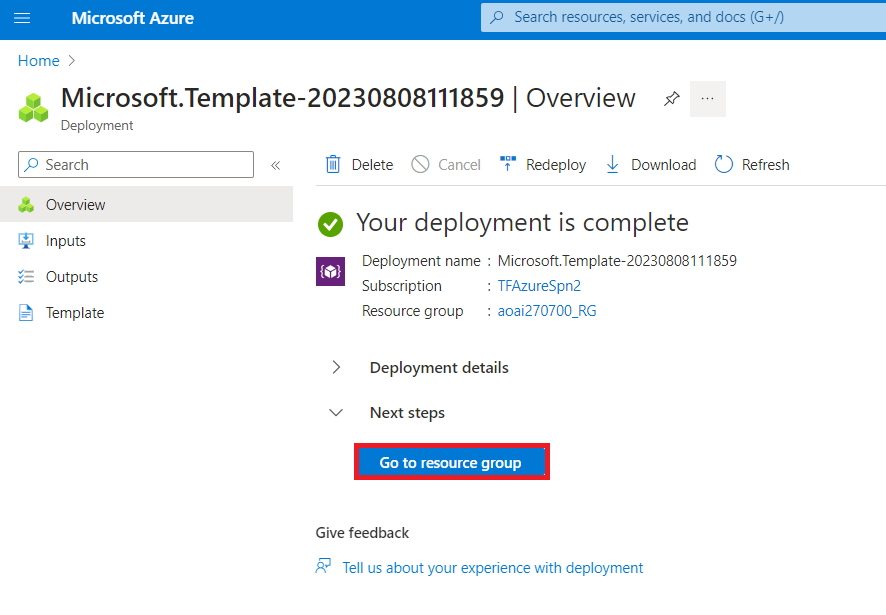 Microsoft Azure
Search resources, services, and docs (G+/)
Home
Microsoft.Template-20230808111859 | Overview
Deployment
Search
Overview
Inputs
Outputs
Template
Delete
Cancel
Redeploy
Download
Refresh
Your deployment is complete
Deployment name : Microsoft.Template-20230808111859
Subscription : TFAzureSpn2
Resource group : aoai270700_RG
Deployment details
Next steps
Go to resource group
Give feedback
Tell us about your experience with deployment